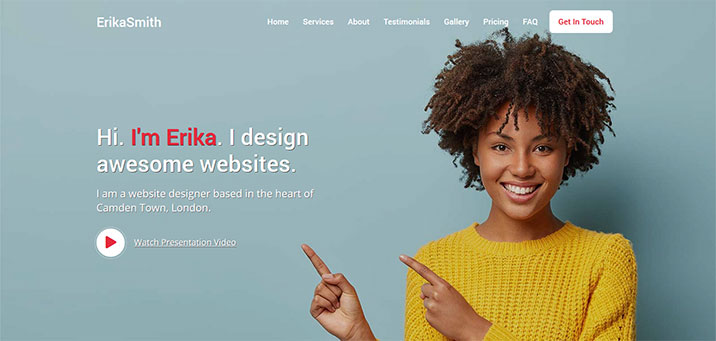 ErikaSmith
Home Services About Testimonials Gallery Pricing FAQ Get In Touch
Hi. I'm Erika. I design
awesome websites.
I am a website designer based in the heart of
Camden Town, London.
Watch Presentation Video